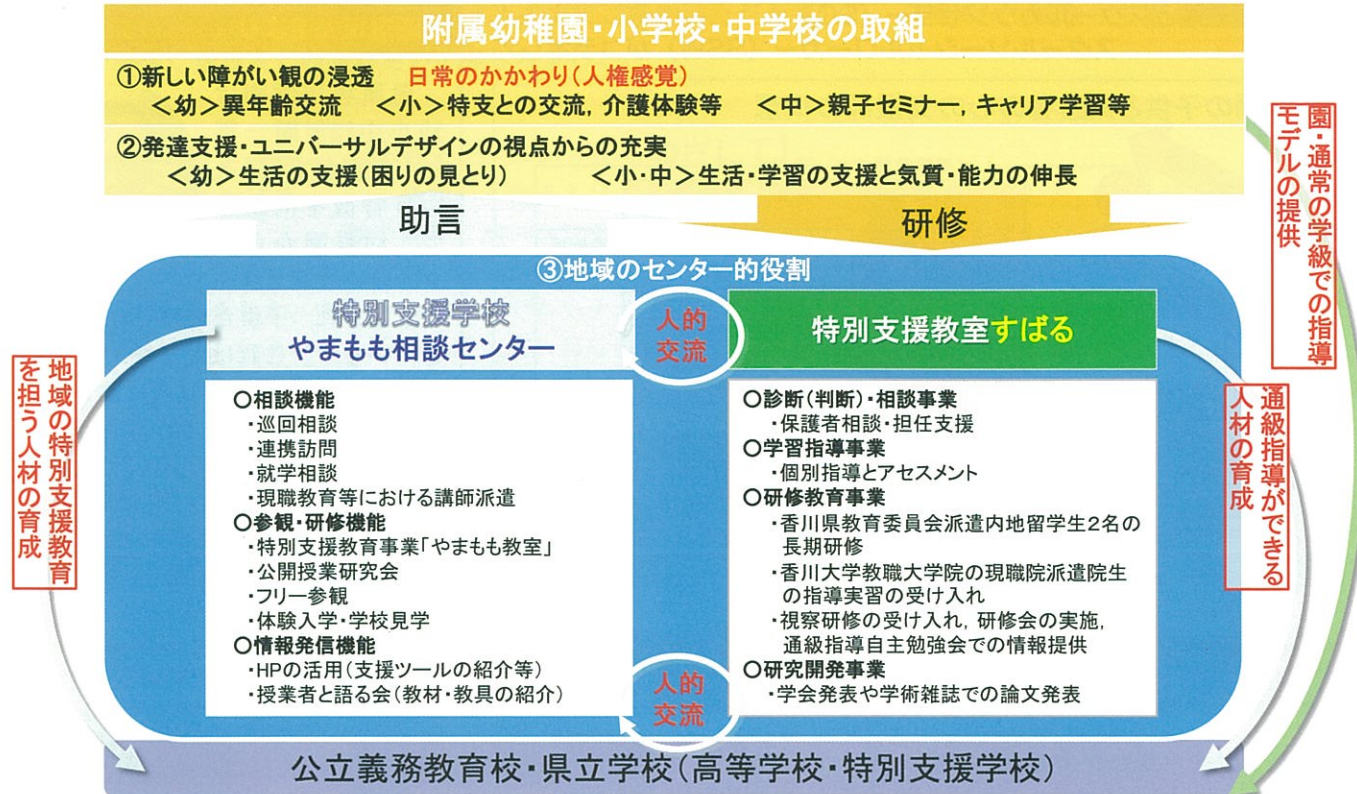 附属幼稚園・小学校・中学校の取組
①新しい障がい観の浸透　日常のかかわり(人権感覚)
＜幼＞異年齢交流　＜小＞特支との交流，介護体験等　＜中＞親子セミナー，キャリア学習等
②発達支援・ユニバーサルデザインの視点からの充実
＜幼＞生活の支援(困りの見とり)　＜小・中＞生活・学習の支援と気質・能力の伸長
助言
研修
園・通常の学級での指導
モデルの提供
③地域のセンター的役割
特別支援学校
やまもも相談センター
人的
交流
特別支援教室すばる
地域の特別支援教育
を担う人材の育成
○相談機能
・巡回相談
・連携訪問
・就学相談
・現職教育等における講師派遣
○参観・研修機能
・特別支援教育事業「やまもも教室」
・公開授業研究会
・フリー参観
・体験入学・学校見学
○情報発信機能
・HPの活用(支援ツールの紹介等)
・授業者と語る会(教材・教具の紹介)
○診断(判断)・相談事業
・保護者相談・担任支援
○学習指導事業
・個別指導とアセスメント
○研修教育事業
・香川県教育委員会派遣内地留学生2名の
長期研修
・香川大学教職大学院の現職院派遣院生
の指導実習の受け入れ
・視察研修の受け入れ，研修会の実施，
通級指導自主勉強会での情報提供
○研究開発事業
・学会発表や学術雑誌での論文発表
通級指導ができる
人材の育成
人的
交流
公立義務教育校・県立学校(高等学校・特別支援学校)